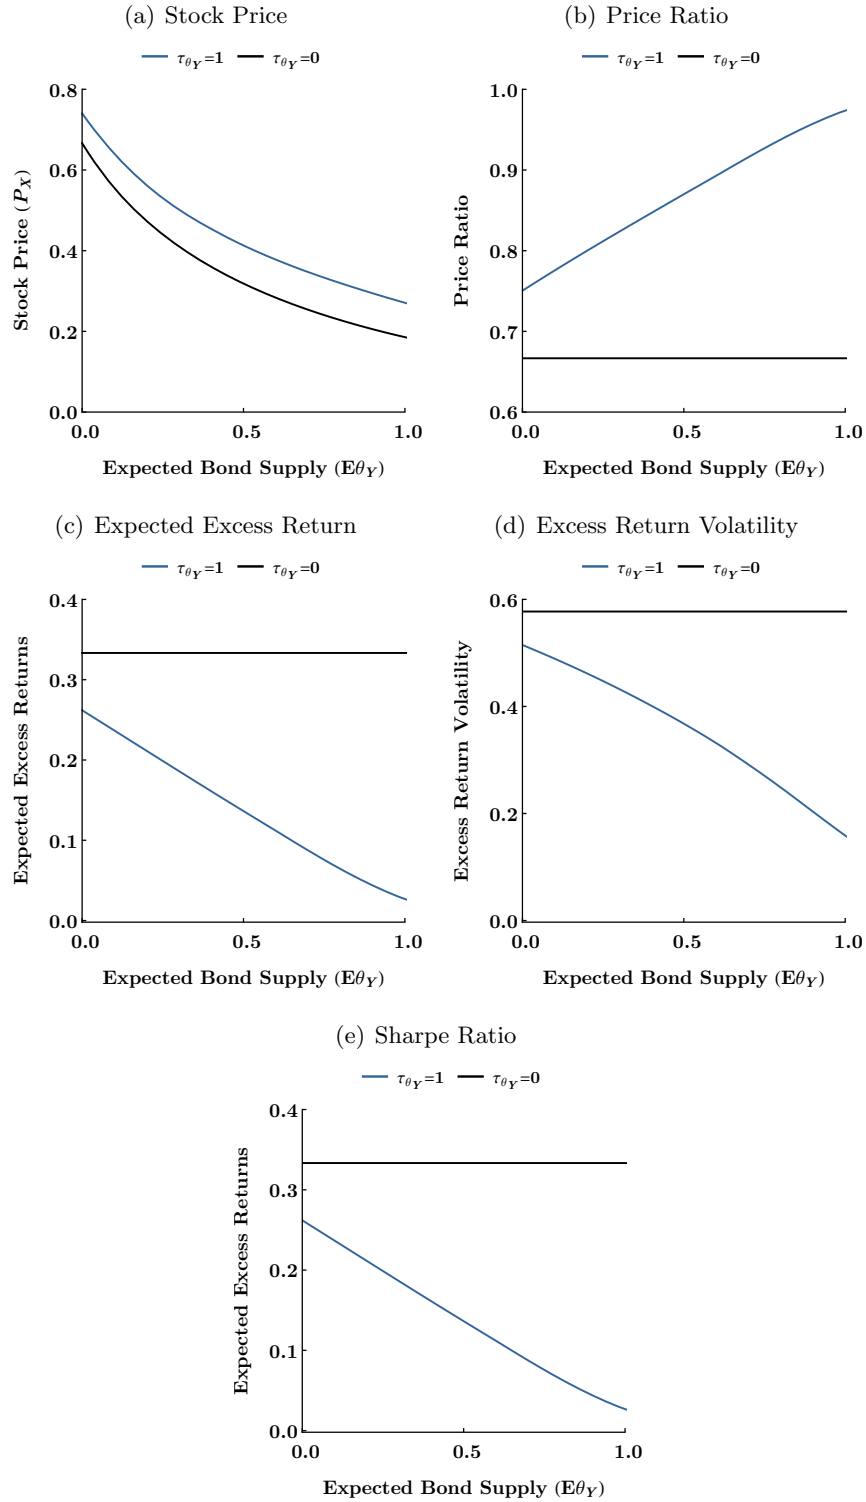 (a) Stock Price
τθY=1 τθY=0
Stock Price (PX)
0.8
0.6
0.4
0.2
0.0
0.0 0.5 1.0
Expected Bond Supply (EθY)
(b) Price Ratio
τθY=1 τθY=0
Price Ratio
1.0
0.9
0.8
0.7
0.6
0.0 0.5 1.0
Expected Bond Supply (EθY)
(c) Expected Excess Return
τθY=1 τθY=0
Expected Excess Returns
0.4
0.3
0.2
0.1
0.0
0.0 0.5 1.0
Expected Bond Supply (EθY)
(d) Excess Return Volatility
τθY=1 τθY=0
Excess Return Volatility
0.6
0.4
0.2
0.0
0.0 0.5 1.0
Expected Bond Supply (EθY)
(e) Sharpe Ratio
τθY=1 τθY=0
Expected Excess Returns
0.4
0.3
0.2
0.1
0.0
0.0 0.5 1.0
Expected Bond Supply (EθY)